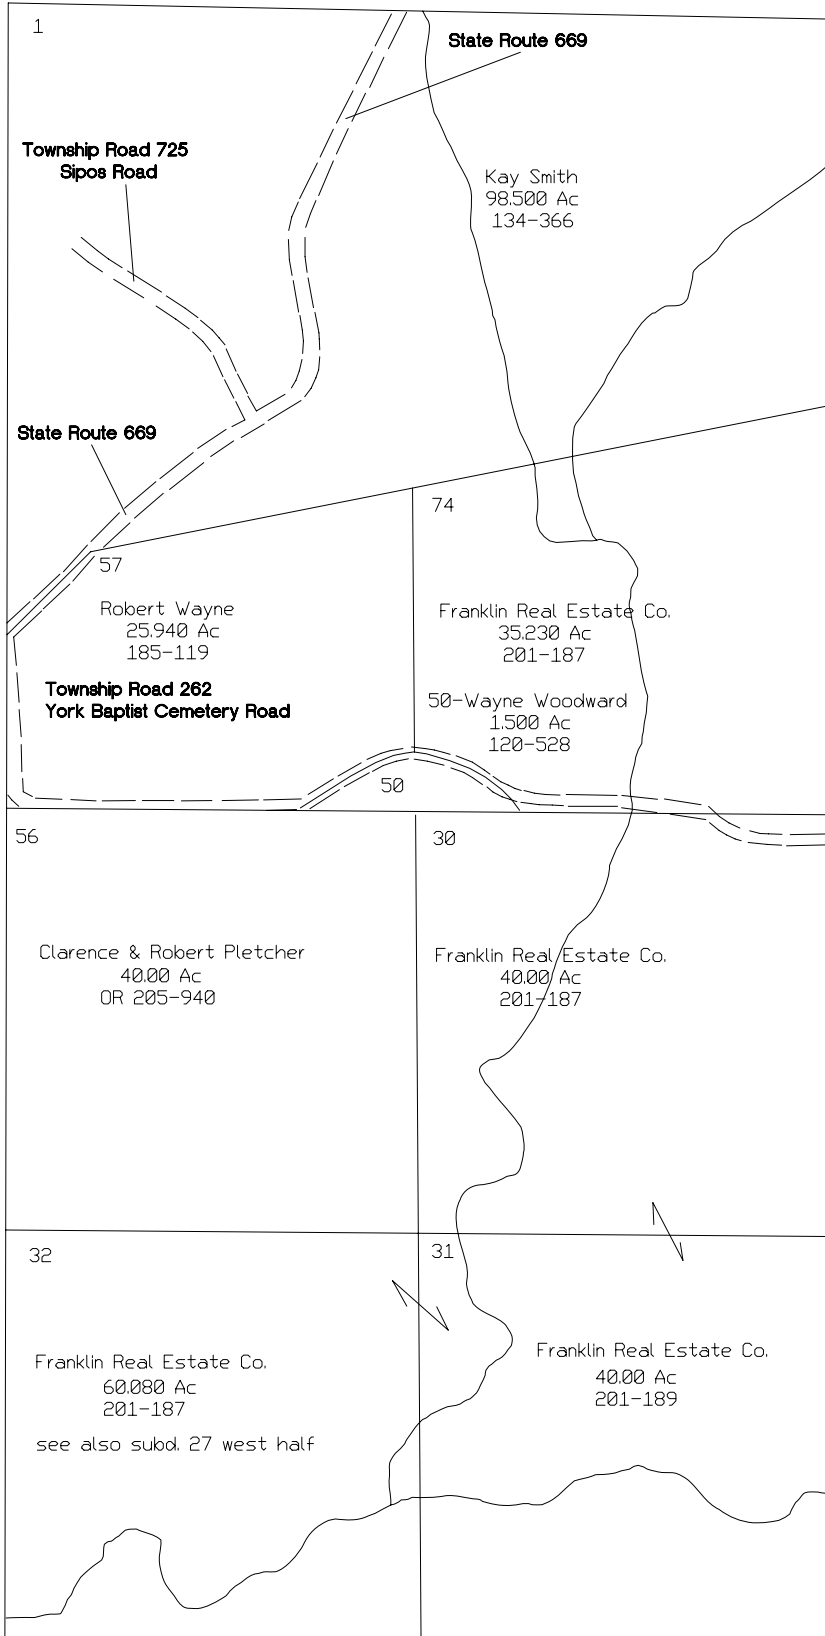 1
State Route 669
Township Road 725
Sipos Road
Kay Smith
98.500 Ac
134-366
State Route 669
74
57
Robert Wayne
25.940 Ac
185-119
Franklin Real Estate Co.
35.230 Ac
201-187
Township Road 262
York Baptist Cemetery Road
50-Wayne Woodward
1.500 Ac
120-528
50
56
30
Clarence & Robert Pletcher
40.00 Ac
OR 205-940
Franklin Real Estate Co.
40.00 Ac
201-187
32
31
Franklin Real Estate Co.
60.080 Ac
201-187
see also subd. 27 west half
Franklin Real Estate Co.
40.00 Ac
201-189